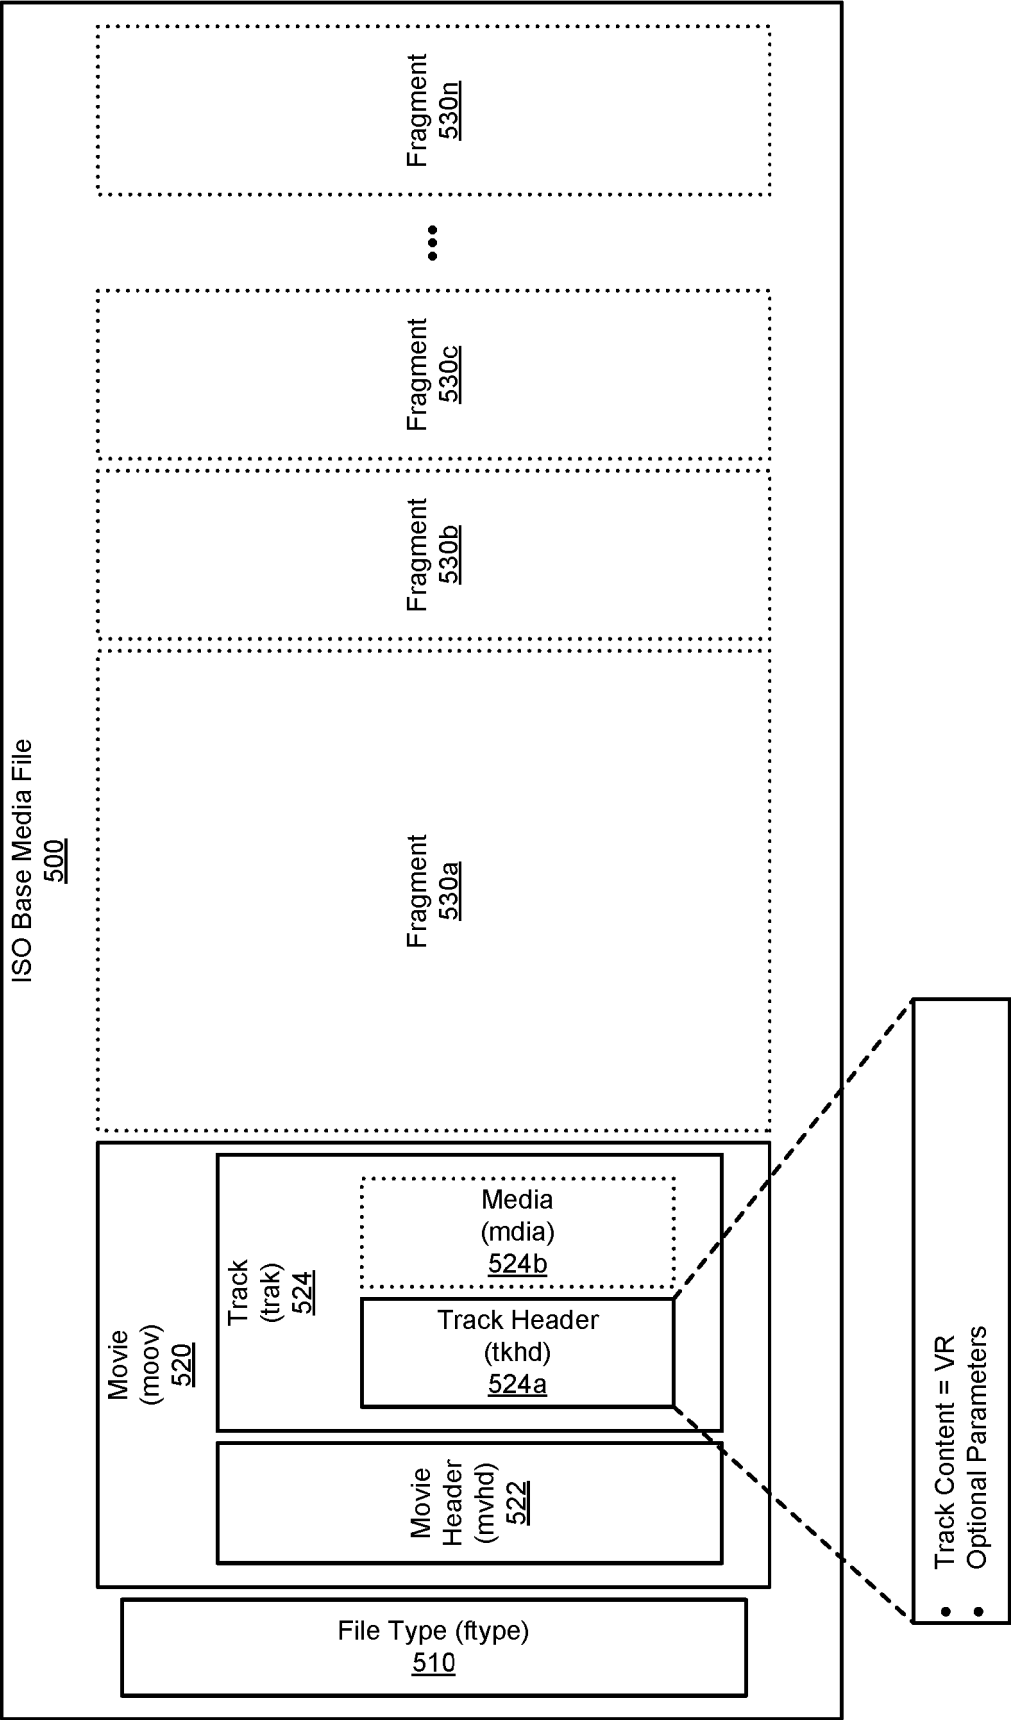 ISO Base Media File
500
File Type (ftype)
510
Movie
(moov)
520
Movie
Header
(mvhd)
522
Track
(trak)
524
Track Header
(tkhd)
524a
Media
(mdia)
524b
Fragment
530a
Fragment
530b
Fragment
530c
•••
Fragment
530n
• Track Content = VR
• Optional Parameters